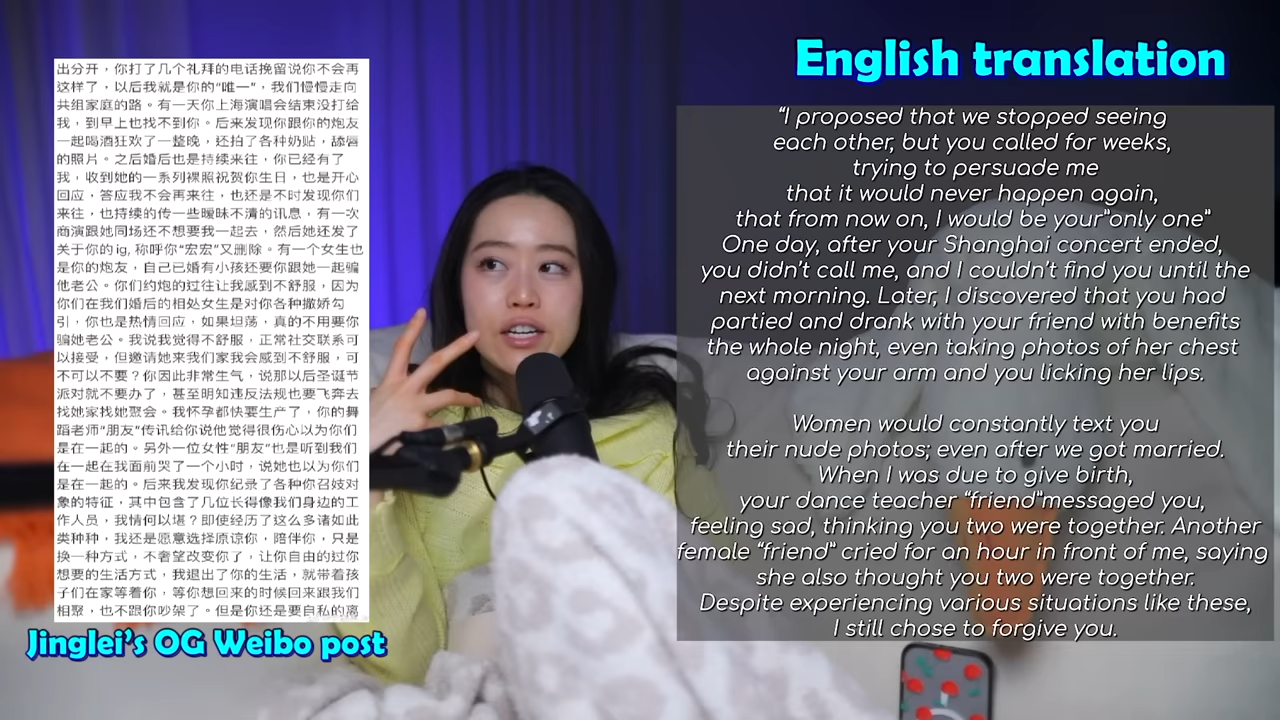 出分开，你打了几个礼拜的电话挽留说你不会再
这样了，以后我就是你的“唯一”，我们慢慢走向
共组家庭的路。有一天你上海演唱会结束没打给
我，到早上也找不到你。后来发现你跟你的炮友
一起喝酒狂欢了一整晚，还拍了各种奶贴，舔唇
的照片。之后婚后也是持续来往，你已经有了
我，收到她的一系列裸照祝贺你生日，也是开心
回应，答应我不会再来往，也还是不时发现你们
来往，也持续的传一些暧昧不清的讯息，有一次
商演跟她同场还不想要我一起去，然后她还发了
关于你的ig, 称呼你“宏宏”又删除。有一个女生也
是你的炮友，自己已婚有小孩还要你跟她一起骗
他老公。你们约炮的过往让我感到不舒服，因为
你们在我们婚后的相处女生是对你各种撒娇勾
引，你也是热情回应，如果坦荡，真的不用要你
骗她老公。我说我觉得不舒服，正常社交联系可
以接受，但邀请她来我们家我会感到不舒服，可
不可以不要？你因此非常生气，说那以后圣诞节
派对就不要办了，甚至明知违反法规也要飞奔去
找她家找她聚会。我怀孕都快要生产了，你的舞
蹈老师“朋友”传讯给你说他觉得很伤心以为你们
是在一起的。另外一位女性“朋友”也是听到我们
在一起在我面前哭了一个小时，说她也以为你们
是在一起的。后来我发现你纪录了各种你召妓对
象的特征，其中包含了几位长得像我们身边的工
作人员，我情何以堪？即使经历了这么多诸如此
类种种，我还是愿意选择原谅你，陪伴你，只是
换一种方式，不奢望改变你了，让你自由的过你
想要的生活方式，我退出了你的生活，就带着孩
子们在家等着你，等你想回来的时候回来跟我们
相聚，也不跟你吵架了。但是你还是要自私的离
Jinglei's OG Weibo post
English translation
“I proposed that we stopped seeing
each other, but you called for weeks,
trying to persuade me
that it would never happen again,
that from now on, I would be your"only one"
One day, after your Shanghai concert ended,
you didn't call me, and I couldn't find you until the
next morning. Later, I discovered that you had
partied and drank with your friend with benefits
the whole night, even taking photos of her chest
against your arm and you licking her lips.
Women would constantly text you
their nude photos; even after we got married.
When I was due to give birth,
your dance teacher “friend"messaged you,
feeling sad, thinking you two were together. Another
female “friend” cried for an hour in front of me, saying
she also thought you two were together.
Despite experiencing various situations like these,
I still chose to forgive you.